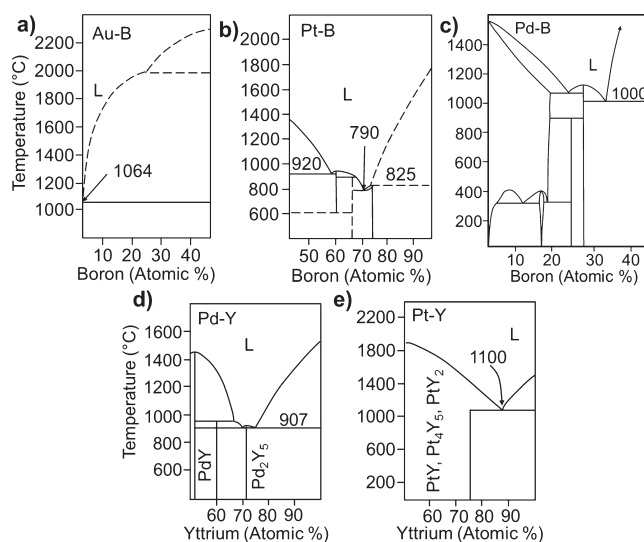 a)
Au-B
2200
2000
1800
1600
1400
1200
1000
L
1064
10 20 30 40
Boron (Atomic %)
Temperature (°C)
b)
Pt-B
2000
1800
1600
1400
1200
1000
800
600
L
790
920
825
50 60 70 80 90
Boron (Atomic %)
c)
Pd-B
1400
1200
1000
800
600
400
200
L
1000
10 20 30 40
Boron (Atomic %)
d)
Pd-Y
1600
1400
1200
1000
800
600
L
907
PdY
Pd₂Y₅
60 70 80 90
Yttrium (Atomic %)
Temperature (°C)
e)
Pt-Y
2200
1800
1400
1000
600
200
L
1100
PtY, Pt₄Y₅, PtY₂
60 70 80 90
Yttrium (Atomic %)